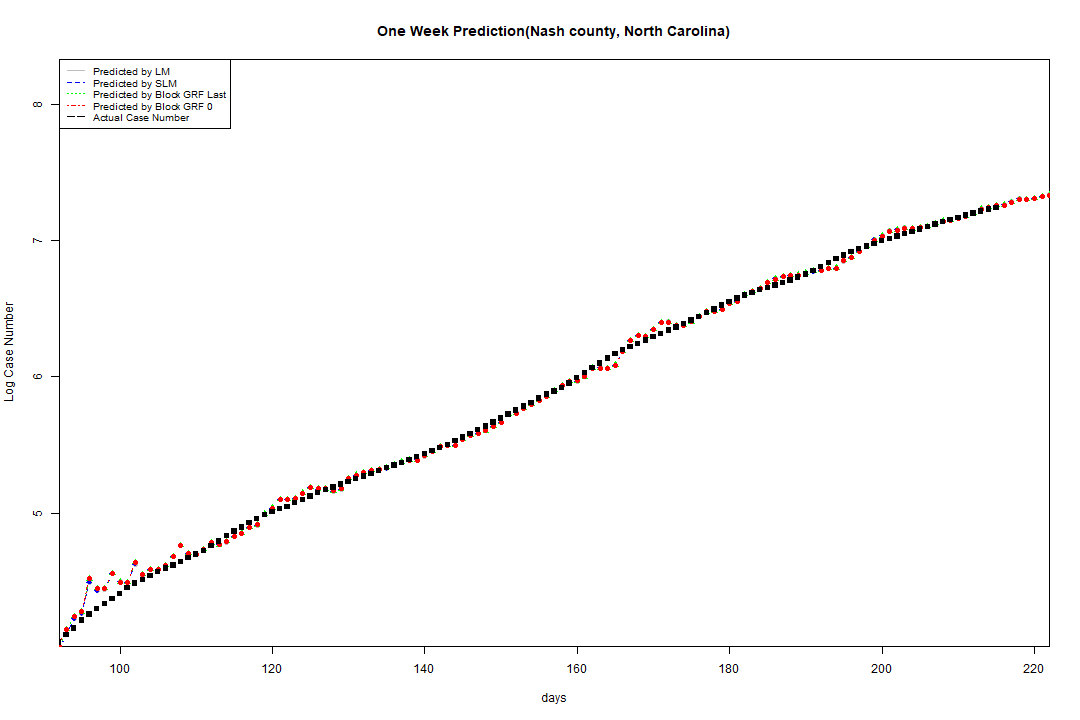 One Week Prediction(Nash county, North Carolina)
Predicted by LM
Predicted by SLM
Predicted by Block GRF Last
Predicted by Block GRF 0
Actual Case Number
8
7
6
5
Log Case Number
100 120 140 160 180 200 220
days